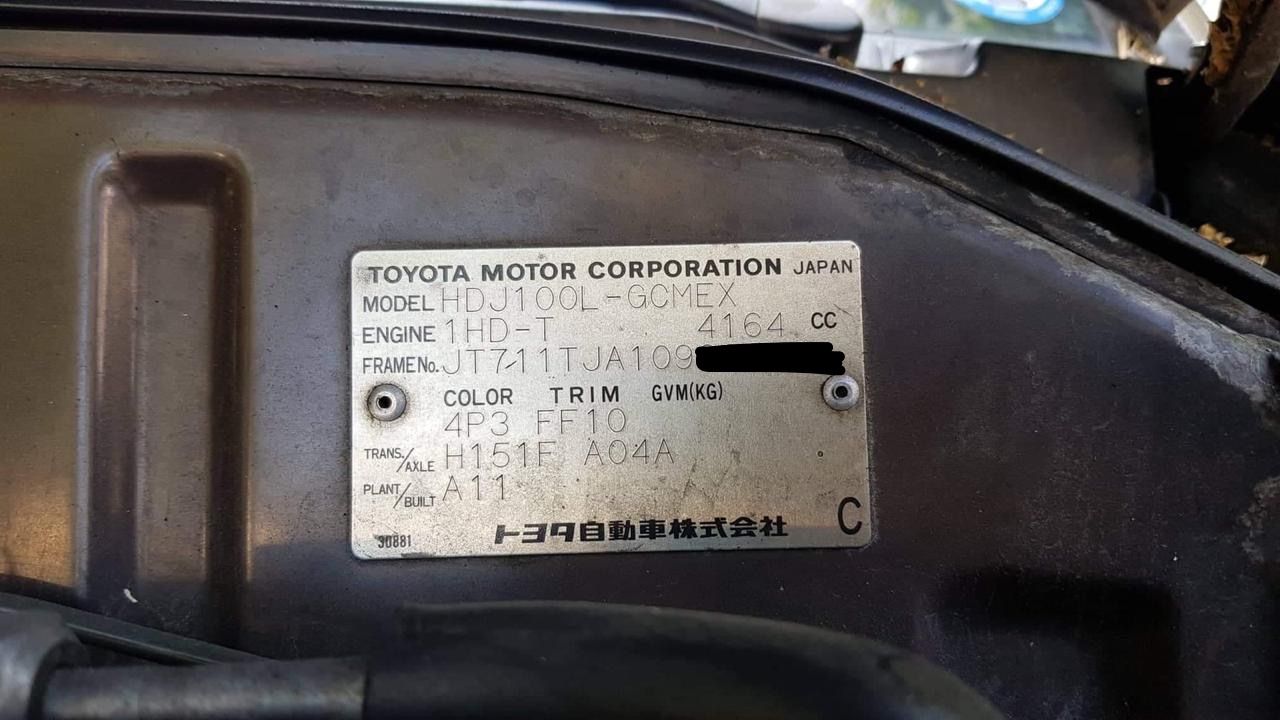 TOYOTA MOTOR CORPORATION JAPAN
MODEL HDJ100L-GCMEX
ENGINE 1HD-T 4164 CC
FRAME No. JT711TJA109
COLOR TRIM GVM(KG)
4P3 FF10
TRANS./AXLE H151F A04A
PLANT/BUILT A11
30881 トヨタ自動車株式会社 C